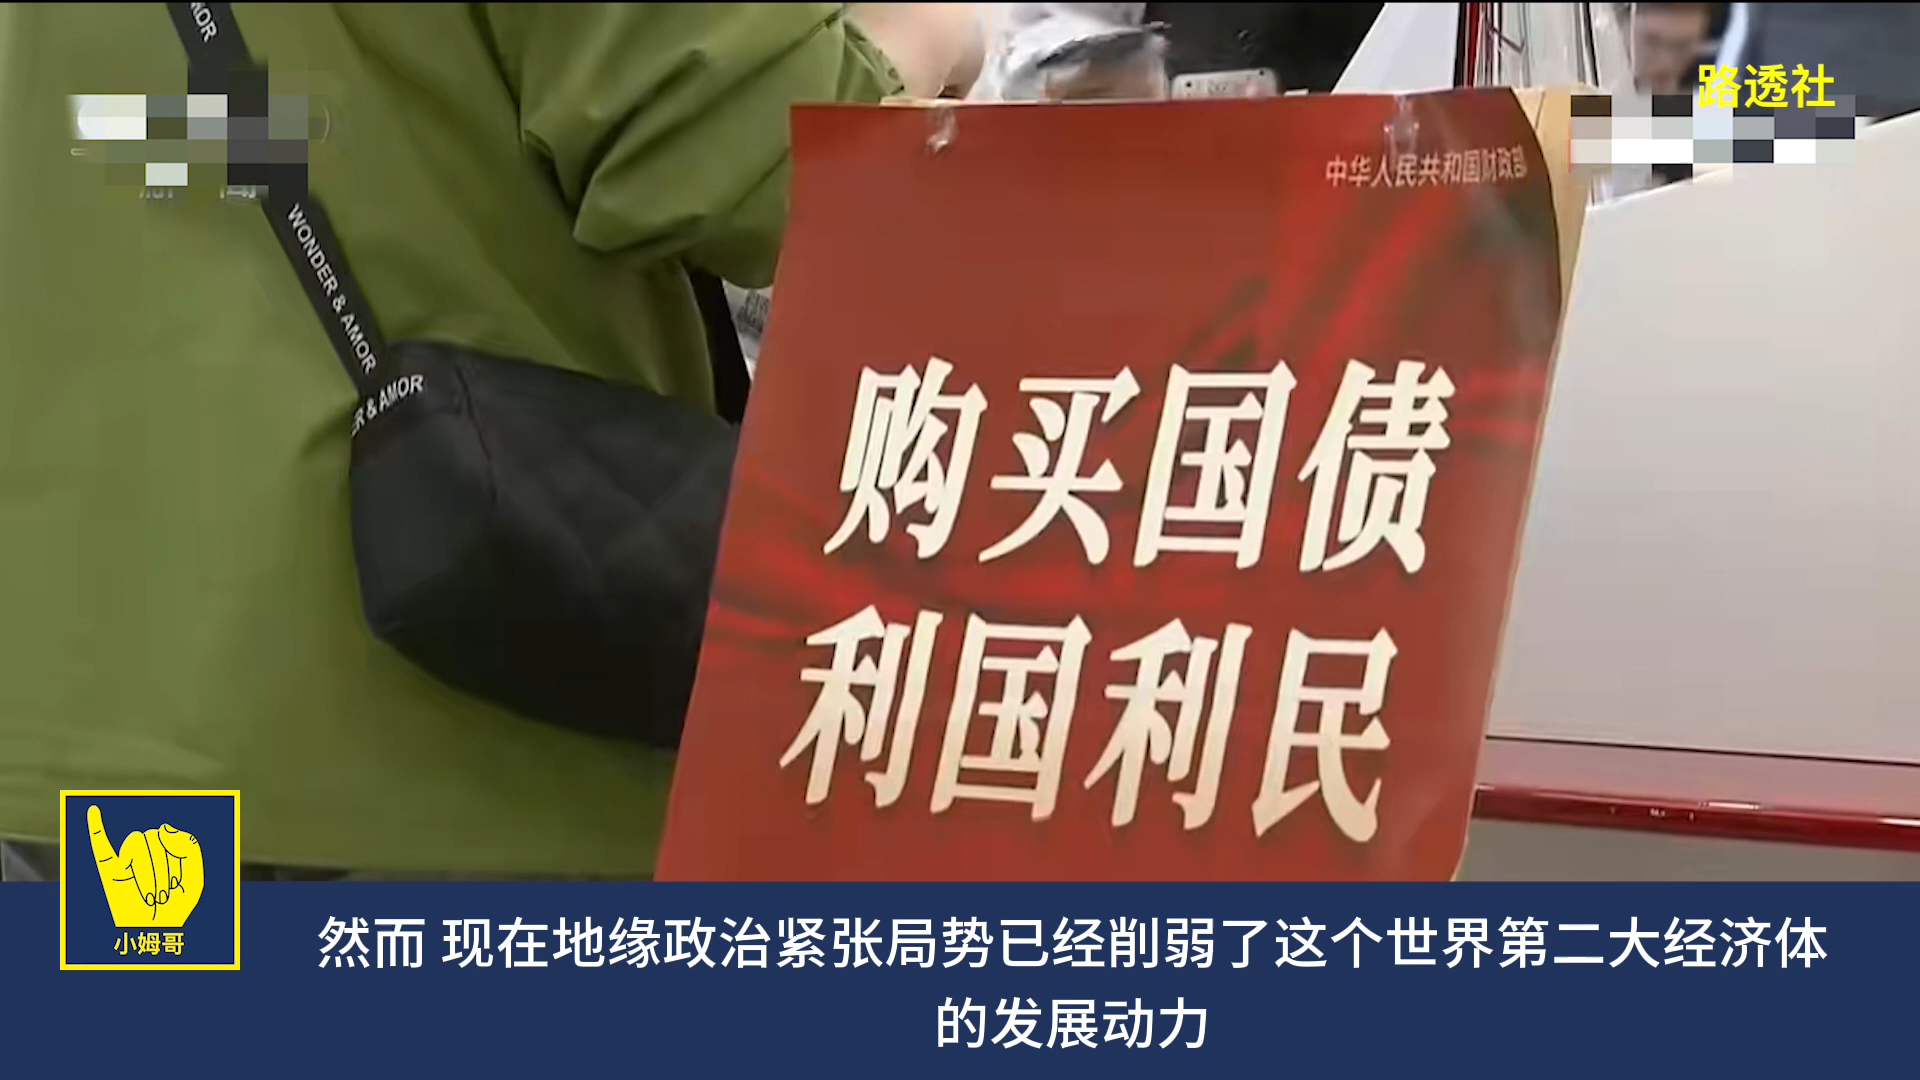 路透社
中华人民共和国财政部
WONDER & AMOR
& AMOR
购买国债
利国利民
小姆哥
然而 现在地缘政治紧张局势已经削弱了这个世界第二大经济体
的发展动力